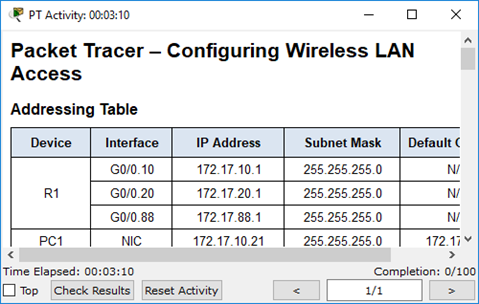 PT Activity: 00:03:10
Packet Tracer – Configuring Wireless LAN
Access
Addressing Table
Device Interface IP Address Subnet Mask Default G
R1
G0/0.10 172.17.10.1 255.255.255.0 N/
G0/0.20 172.17.20.1 255.255.255.0 N/
G0/0.88 172.17.88.1 255.255.255.0 N/
PC1 NIC 172.17.10.21 255.255.255.0 172.17
Time Elapsed: 00:03:10 Completion: 0/100
Top Check Results Reset Activity < 1/1 >